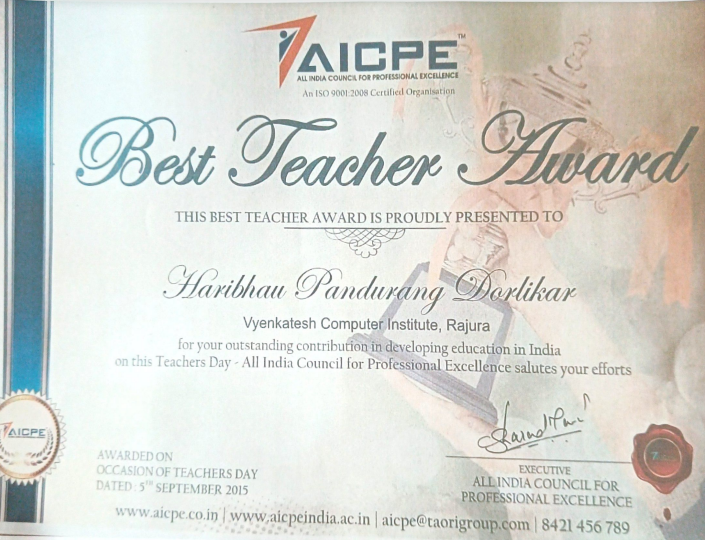 AICPE™
ALL INDIA COUNCIL FOR PROFESSIONAL EXCELLENCE
An ISO 9001:2008 Certified Organisation
Best Teacher Award
THIS BEST TEACHER AWARD IS PROUDLY PRESENTED TO
Haribhau Pandurang Dorlikar
Vyenkatesh Computer Institute, Rajura
for your outstanding contribution in developing education in India
on this Teachers Day - All India Council for Professional Excellence salutes your efforts
AICPE
AWARDED ON
OCCASION OF TEACHERS DAY
DATED: 5TH SEPTEMBER 2015
EXECUTIVE
ALL INDIA COUNCIL FOR
PROFESSIONAL EXCELLENCE
www.aicpe.co.in | www.aicpeindia.ac.in | aicpe@taorigroup.com | 8421 456 789